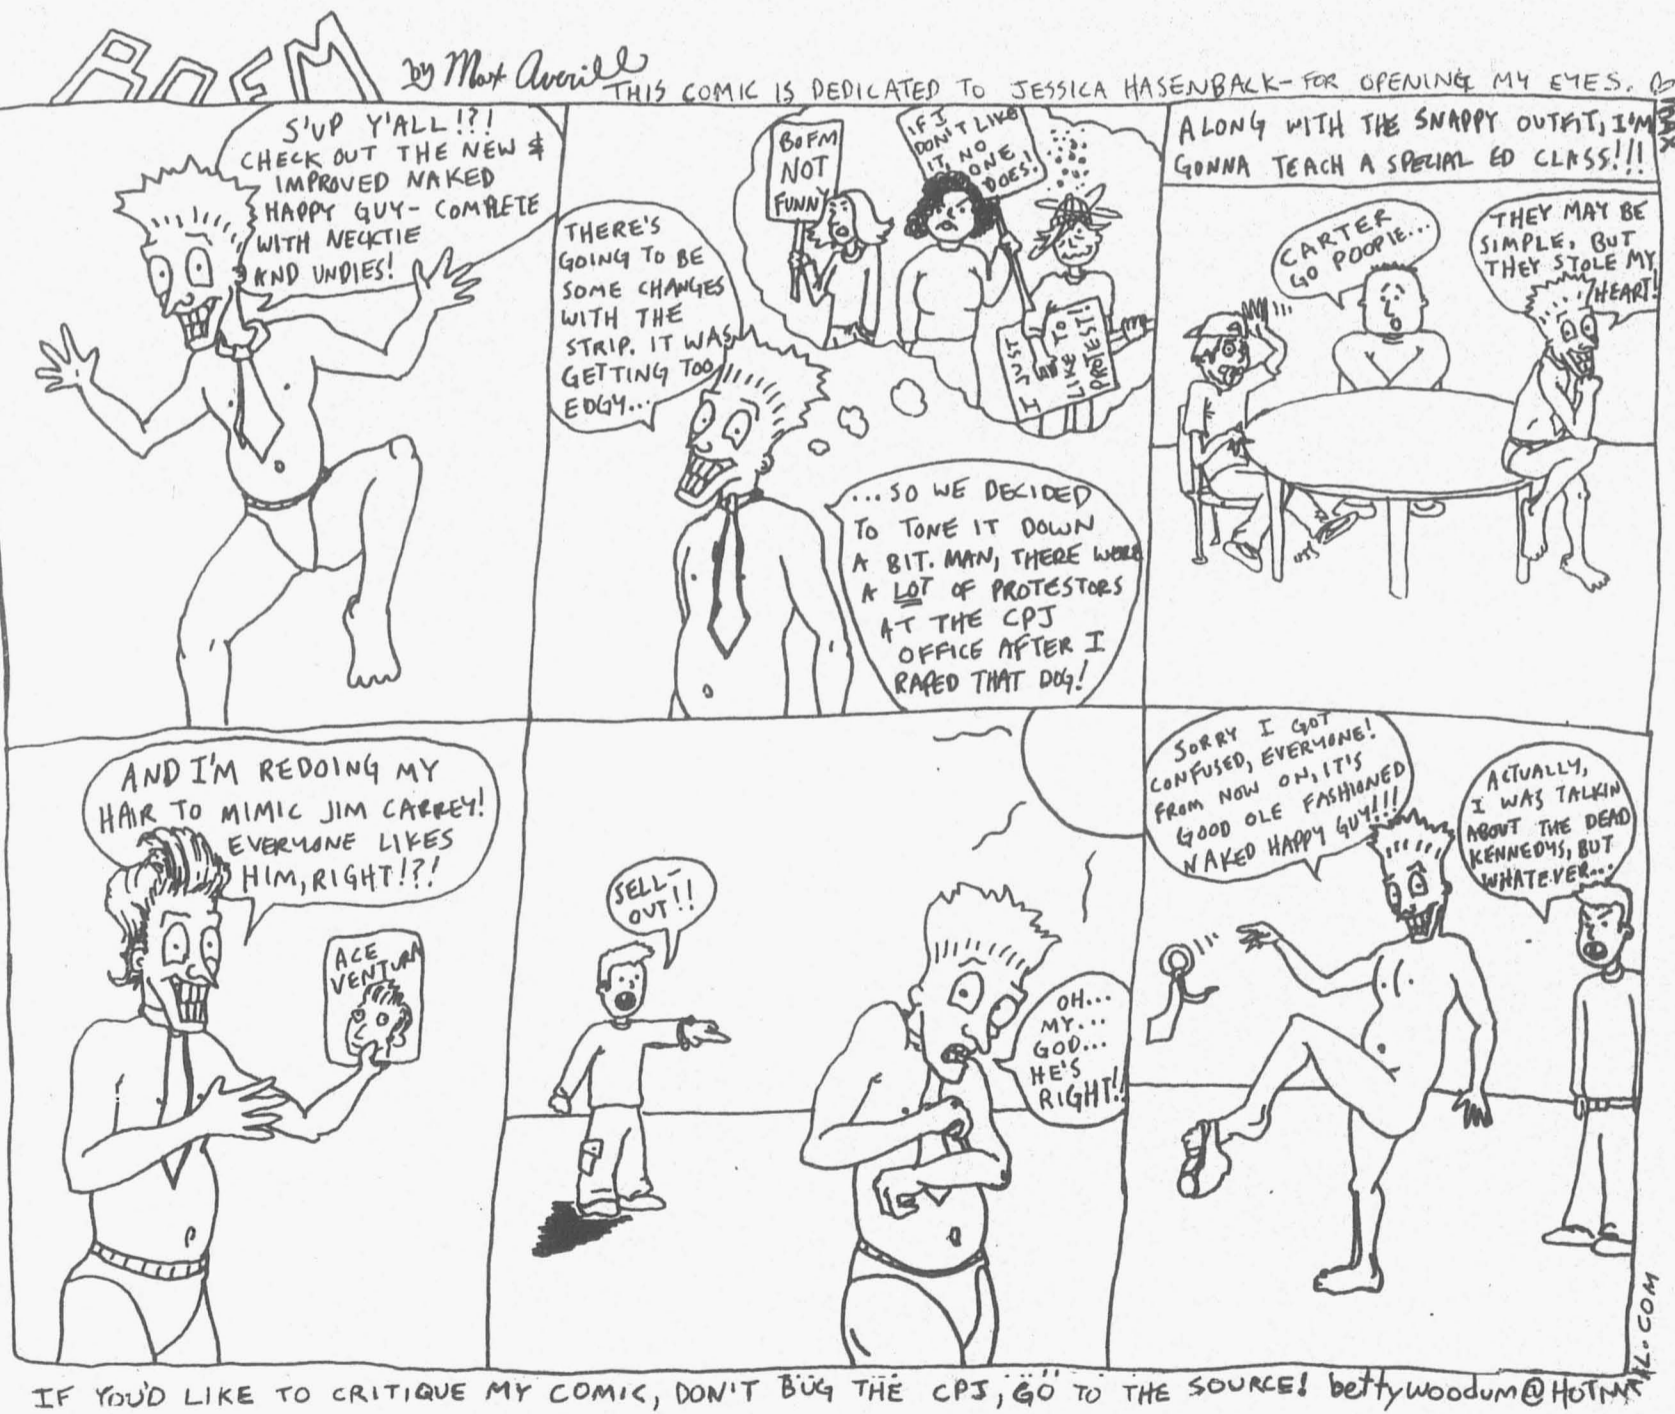 BOFM
by Max Averill
THIS COMIC IS DEDICATED TO JESSICA HASENBACK - FOR OPENING MY EYES.
MAX
S'UP Y'ALL!?!
CHECK OUT THE NEW &
IMPROVED NAKED
HAPPY GUY- COMPLETE
WITH NECKTIE
AND UNDIES!
THERE'S
GOING TO BE
SOME CHANGES
WITH THE
STRIP. IT WAS
GETTING TOO
EDGY...
BOFM
NOT
FUNNY
IF I
DON'T LIKE
IT, NO
ONE
DOES!
I JUST
LIKE TO
PROTEST!
...SO WE DECIDED
TO TONE IT DOWN
A BIT. MAN, THERE WERE
A LOT OF PROTESTORS
AT THE CPJ
OFFICE AFTER I
RAPED THAT DOG!
ALONG WITH THE SNAPPY OUTFIT, I'M
GONNA TEACH A SPECIAL ED CLASS!!!
CARTER
GO POOPIE...
THEY MAY BE
SIMPLE, BUT
THEY STOLE MY
HEART!
AND I'M REDOING MY
HAIR TO MIMIC JIM CARREY!
EVERYONE LIKES
HIM, RIGHT!?!
ACE
VENTURA
SELL-
OUT!!
OH...
MY...
GOD...
HE'S
RIGHT!!
SORRY I GOT
CONFUSED, EVERYONE!
FROM NOW ON, IT'S
GOOD OLE FASHIONED
NAKED HAPPY GUY!!!
ACTUALLY,
I WAS TALKIN
ABOUT THE DEAD
KENNEDYS, BUT
WHATEVER...
IF YOU'D LIKE TO CRITIQUE MY COMIC, DON'T BUG THE CPJ, GO TO THE SOURCE! bettywoodum@HOTMAIL.COM